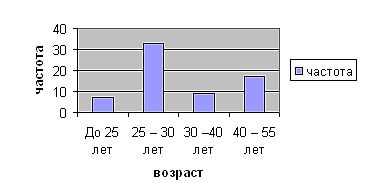 40
30
20
10
0
частота
До 25 лет
25 – 30 лет
30 –40 лет
40 – 55 лет
возраст
частота